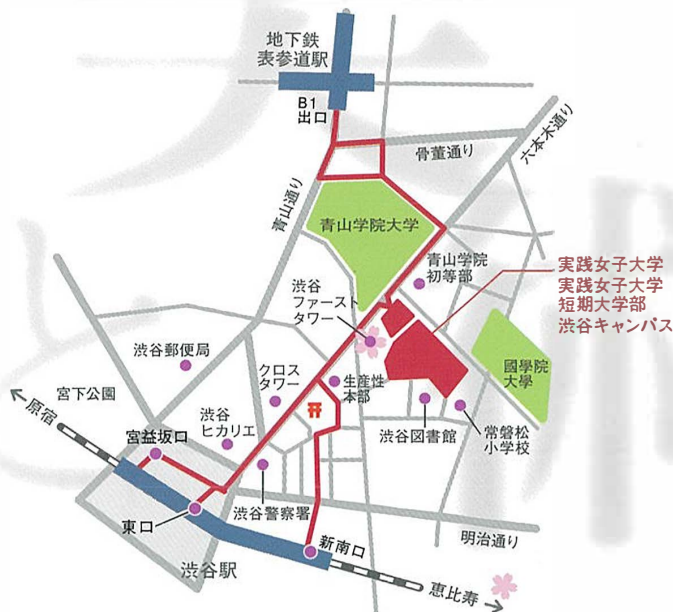 地下鉄
表参道駅
B1
出口
骨董通り
六本木通り
青山通り
青山学院大学
青山学院
初等部
実践女子大学
実践女子大学
短期大学部
渋谷キャンパス
渋谷
ファースト
タワー
國學院
大學
渋谷郵便局
クロス
タワー
生産性
本部
宮下公園
原宿
渋谷
ヒカリエ
渋谷図書館
常磐松
小学校
宮益坂口
東口
渋谷警察署
新南口
明治通り
渋谷駅
恵比寿